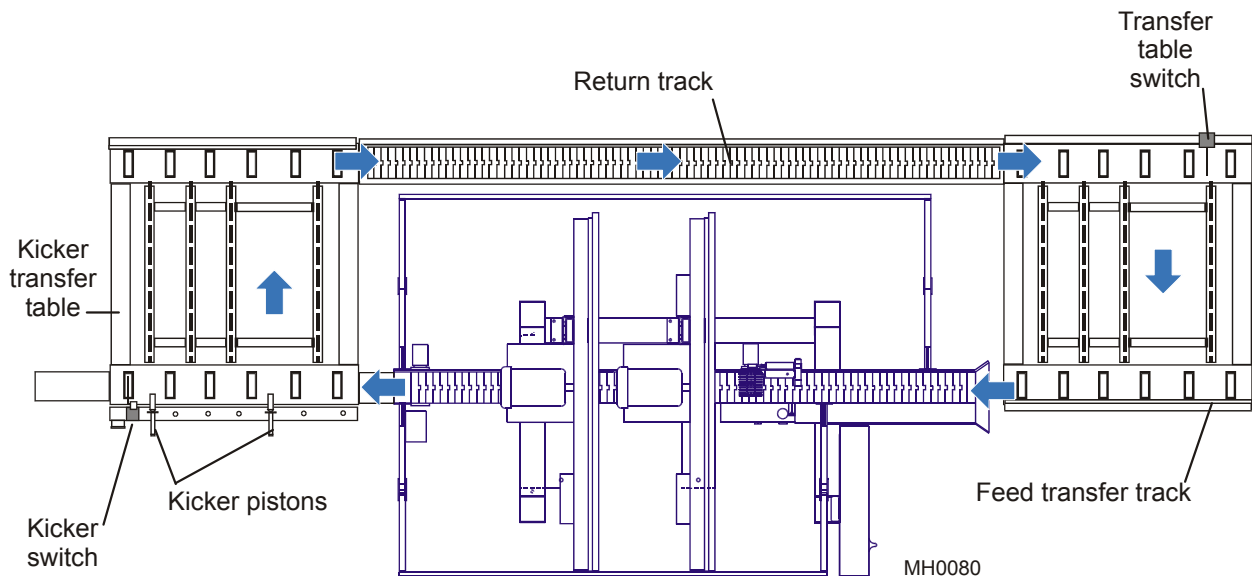 Transfer
table
switch
Return track
Kicker
transfer
table
Kicker pistons
Kicker
switch
Feed transfer track
MH0080